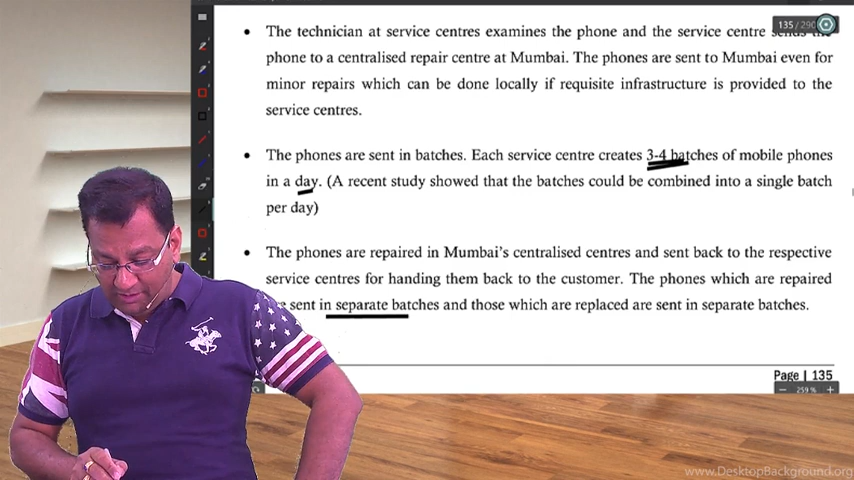 The technician at service centres examines the phone and the service centre sends the
phone to a centralised repair centre at Mumbai. The phones are sent to Mumbai even for
minor repairs which can be done locally if requisite infrastructure is provided to the
service centres.
The phones are sent in batches. Each service centre creates 3-4 batches of mobile phones
in a day. (A recent study showed that the batches could be combined into a single batch
per day)
The phones are repaired in Mumbai's centralised centres and sent back to the respective
service centres for handing them back to the customer. The phones which are repaired
sent in separate batches and those which are replaced are sent in separate batches.
Page | 135
135 / 290
259 %
www.DesktopBackground.org